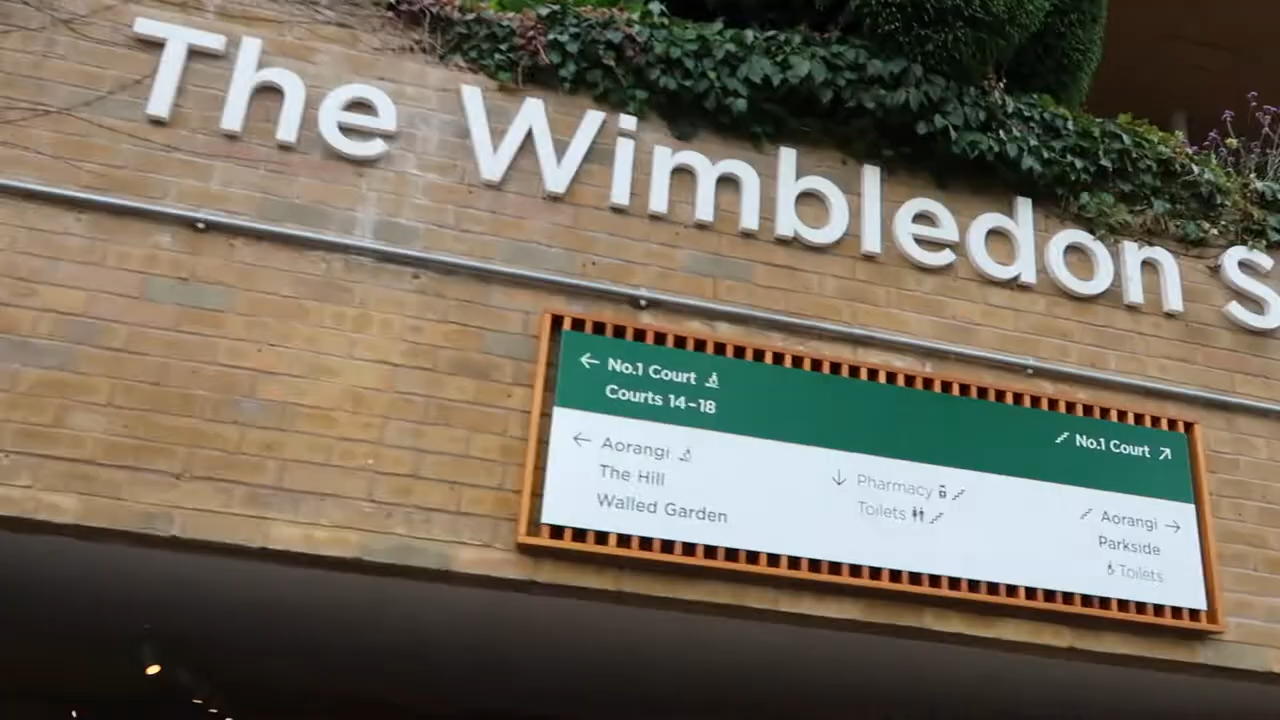 The Wimbledon S
← No.1 Court
Courts 14-18
No.1 Court ↗
← Aorangi
The Hill
Walled Garden
↓ Pharmacy
Toilets
Aorangi →
Parkside
Toilets